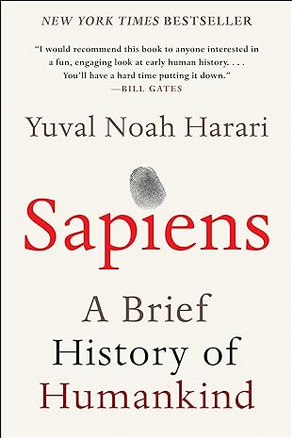 NEW YORK TIMES BESTSELLER
“I would recommend this book to anyone interested in
a fun, engaging look at early human history. . . .
You’ll have a hard time putting it down.”
—BILL GATES
Yuval Noah Harari
Sapiens
A Brief
History of
Humankind